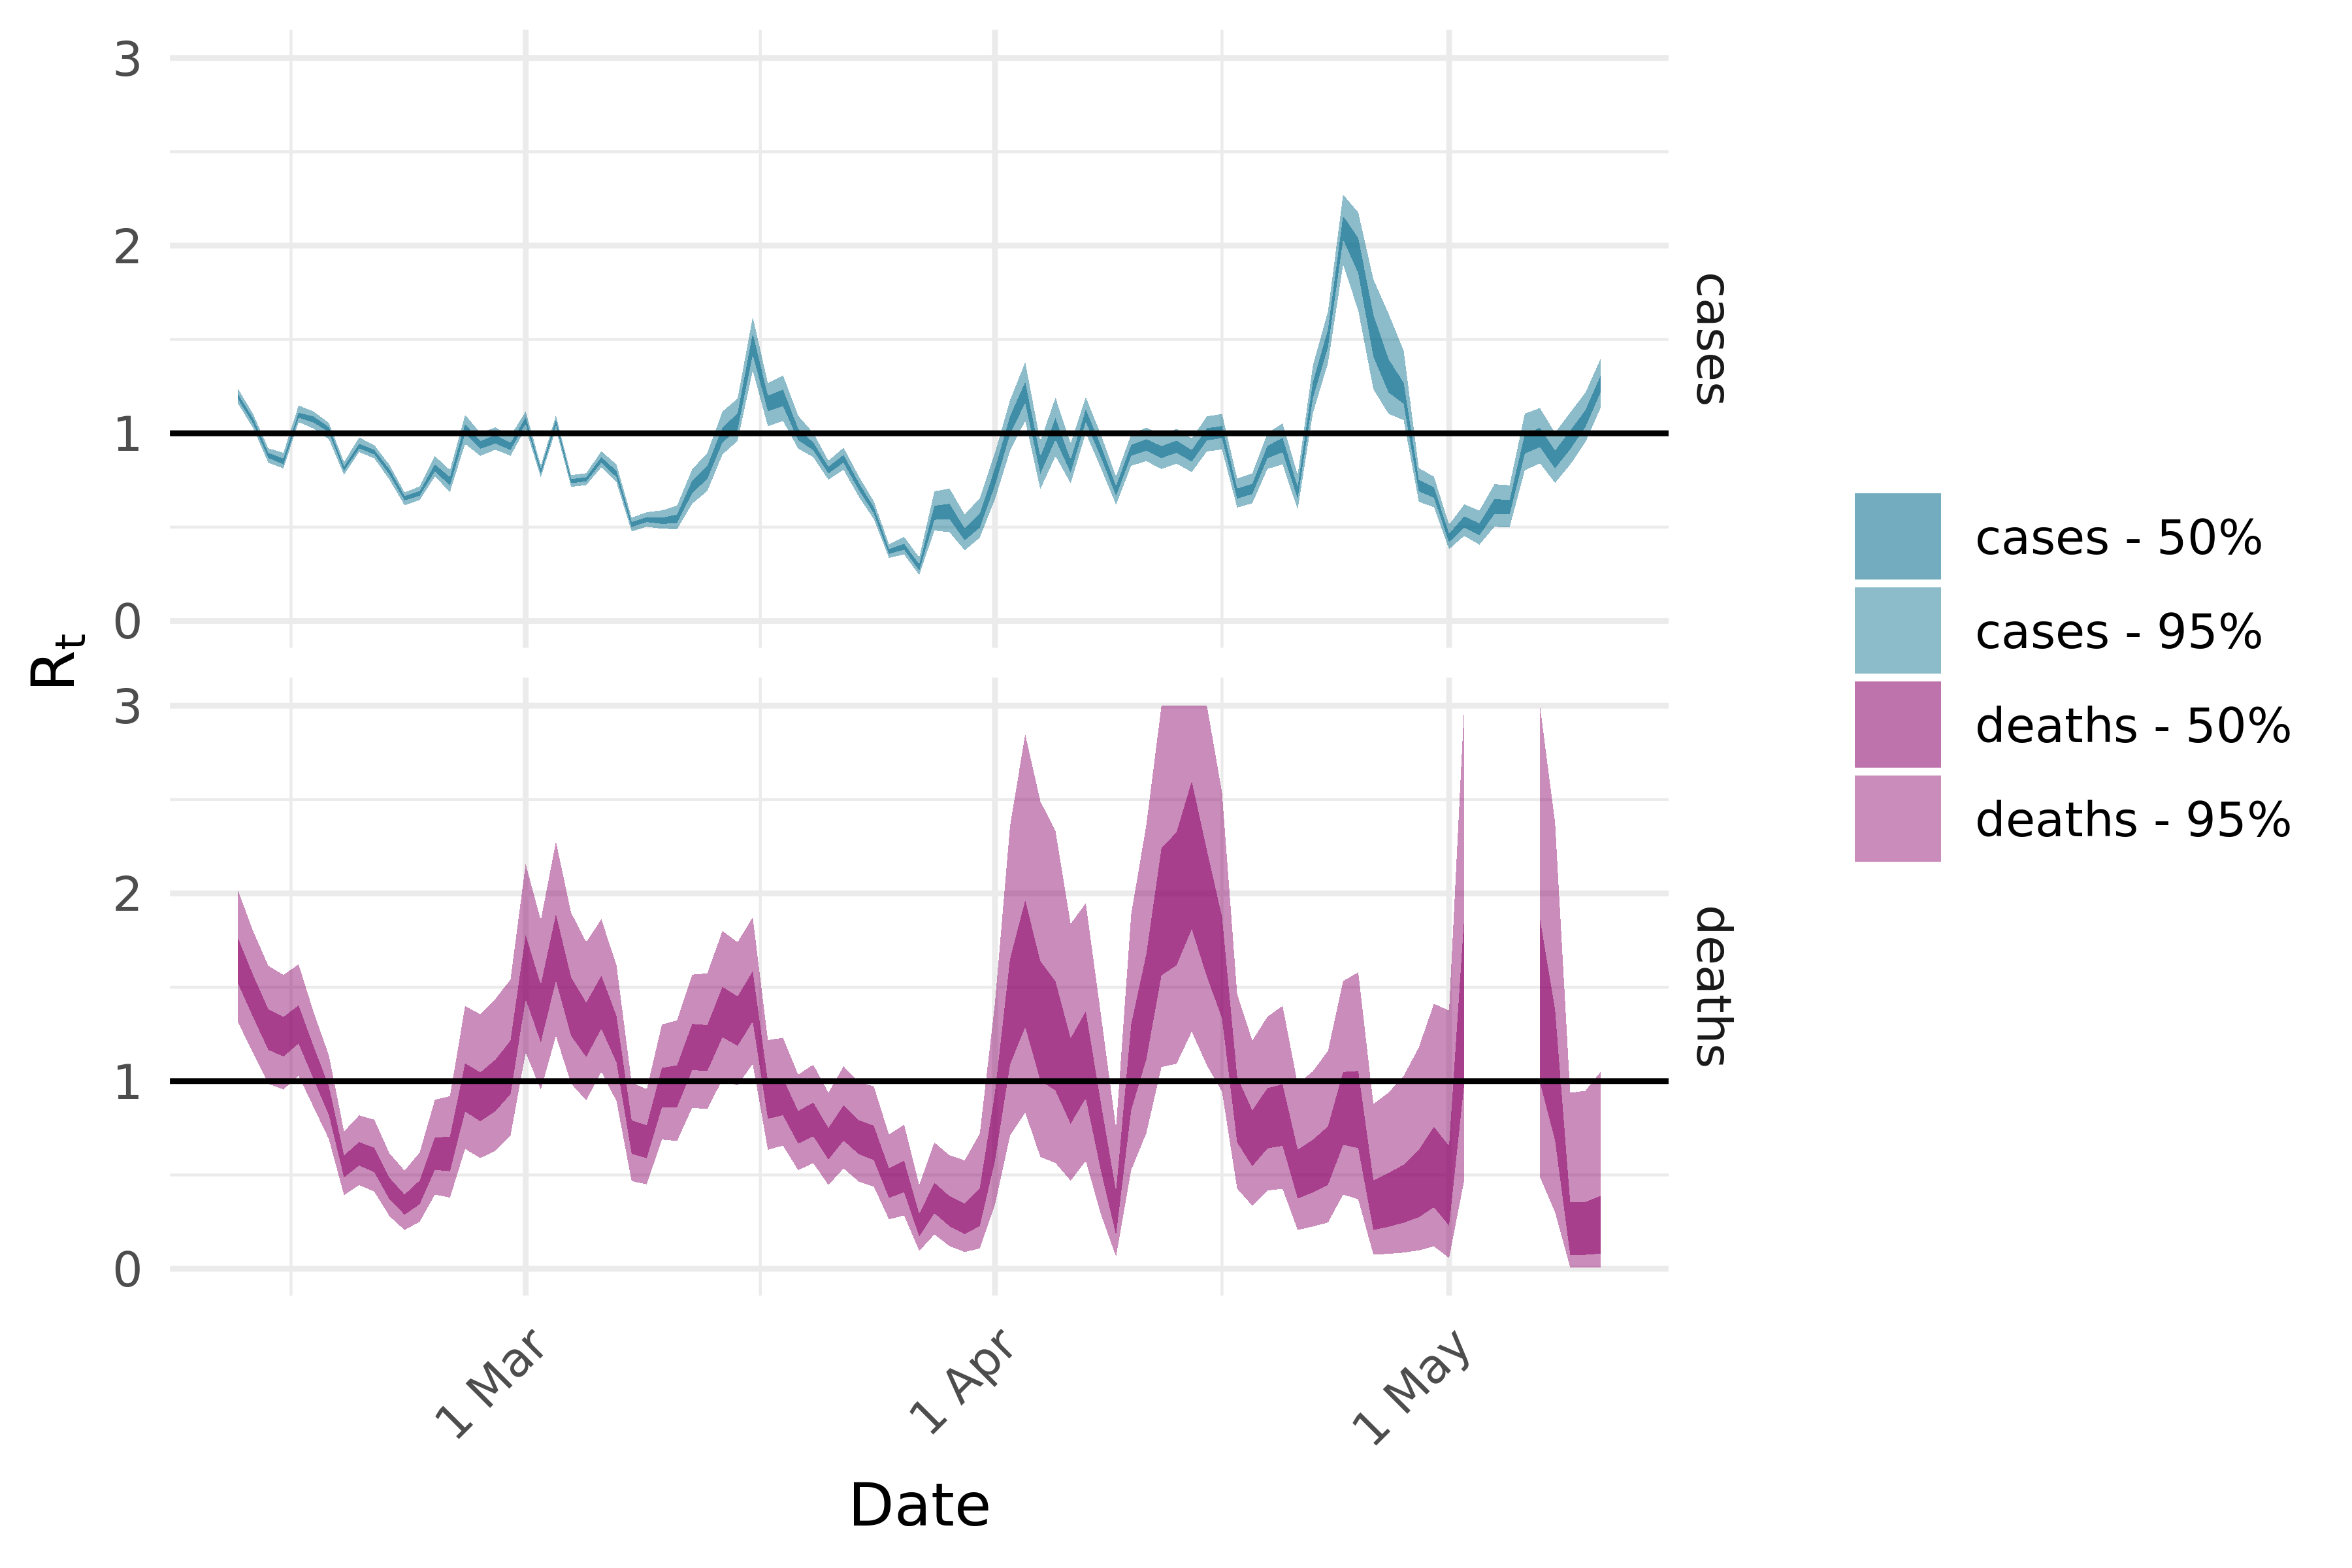 3
2
1
0
cases
3
2
1
0
deaths
Rt
1 Mar
1 Apr
1 May
Date
cases - 50%
cases - 95%
deaths - 50%
deaths - 95%